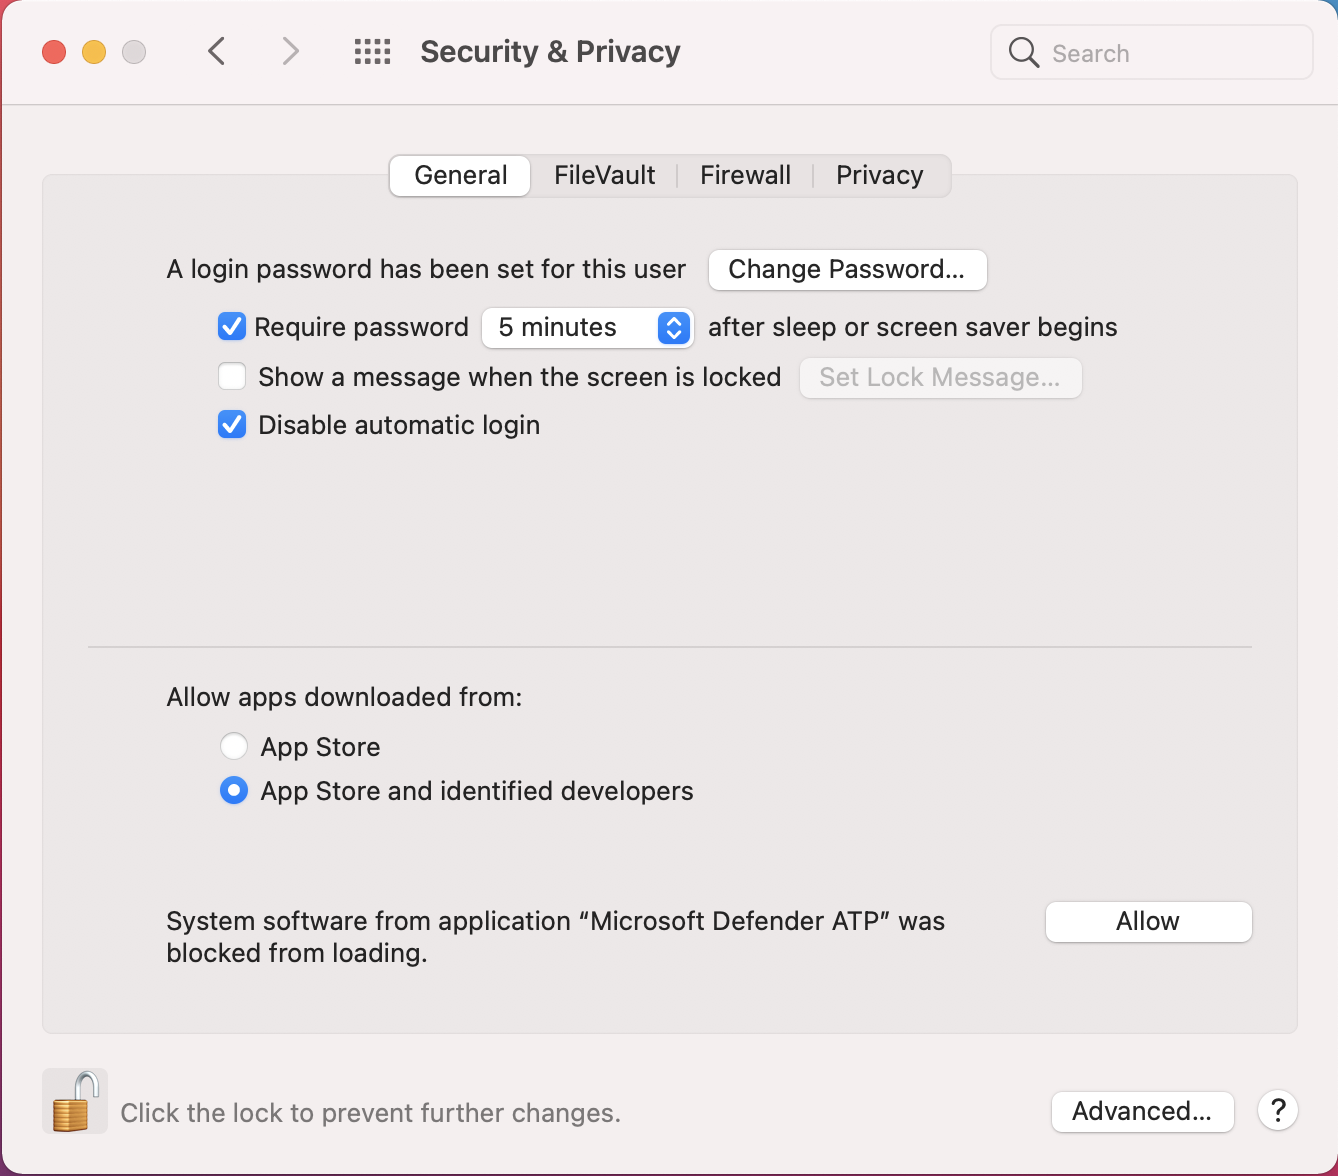 Security & Privacy
Search
General
FileVault
Firewall
Privacy
A login password has been set for this user
Change Password...
Require password
5 minutes
after sleep or screen saver begins
Show a message when the screen is locked
Set Lock Message...
Disable automatic login
Allow apps downloaded from:
App Store
App Store and identified developers
System software from application “Microsoft Defender ATP” was
blocked from loading.
Allow
Click the lock to prevent further changes.
Advanced...
?